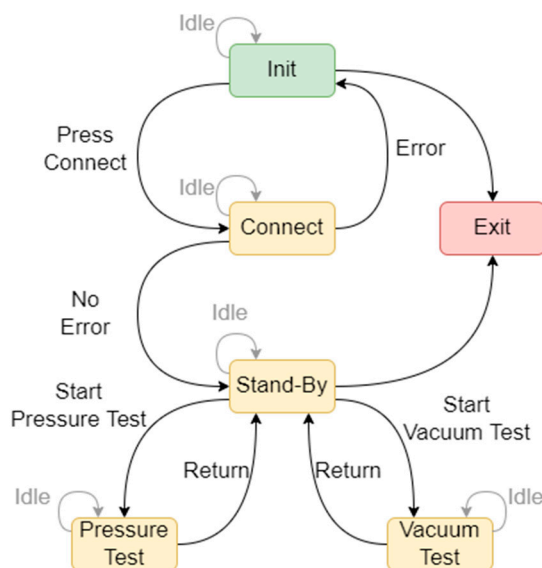 Idle
Init
Press
Connect
Error
Idle
Connect
Exit
No
Error
Idle
Stand-By
Start
Pressure Test
Start
Vacuum Test
Return
Return
Idle
Idle
Pressure
Test
Vacuum
Test